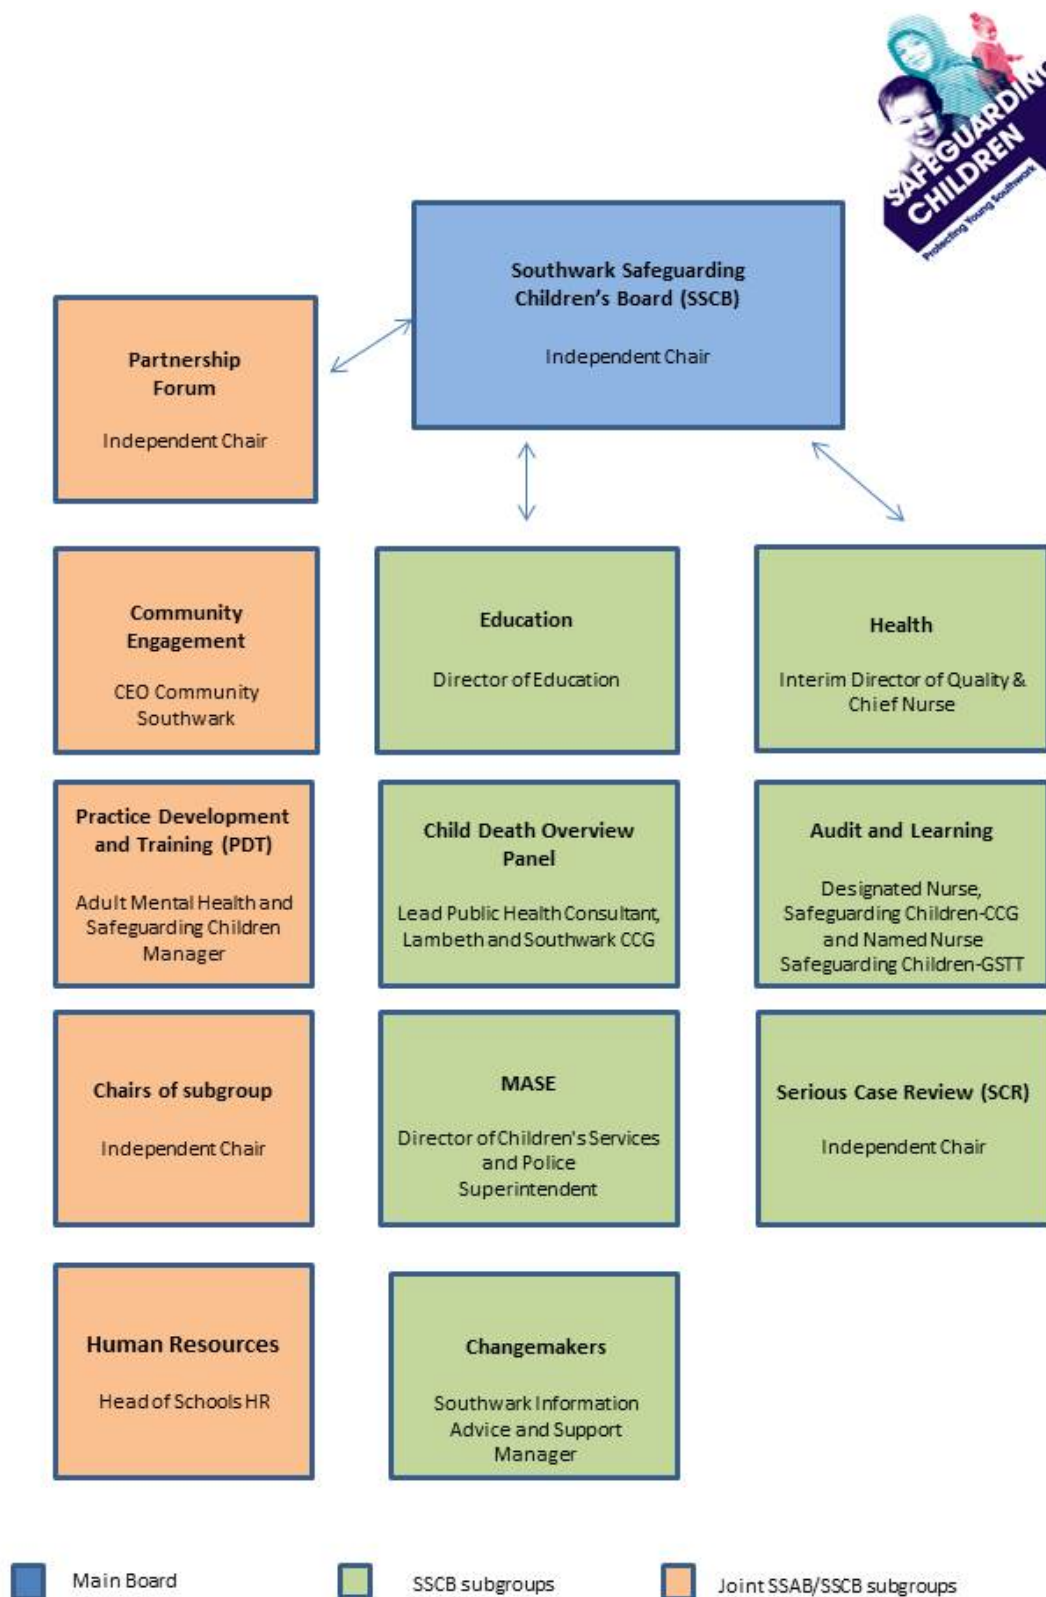 SAFEGUARDING
CHILDREN
Protecting Young Southwark
Southwark Safeguarding
Children’s Board (SSCB)
Independent Chair
Partnership
Forum
Independent Chair
Community
Engagement
CEO Community
Southwark
Education
Director of Education
Health
Interim Director of Quality &
Chief Nurse
Practice Development
and Training (PDT)
Adult Mental Health and
Safeguarding Children
Manager
Child Death Overview
Panel
Lead Public Health Consultant,
Lambeth and Southwark CCG
Audit and Learning
Designated Nurse,
Safeguarding Children-CCG
and Named Nurse
Safeguarding Children-GSTT
Chairs of subgroup
Independent Chair
MASE
Director of Children's Services
and Police
Superintendent
Serious Case Review (SCR)
Independent Chair
Human Resources
Head of Schools HR
Changemakers
Southwark Information
Advice and Support
Manager
Main Board
SSCB subgroups
Joint SSAB/SSCB subgroups